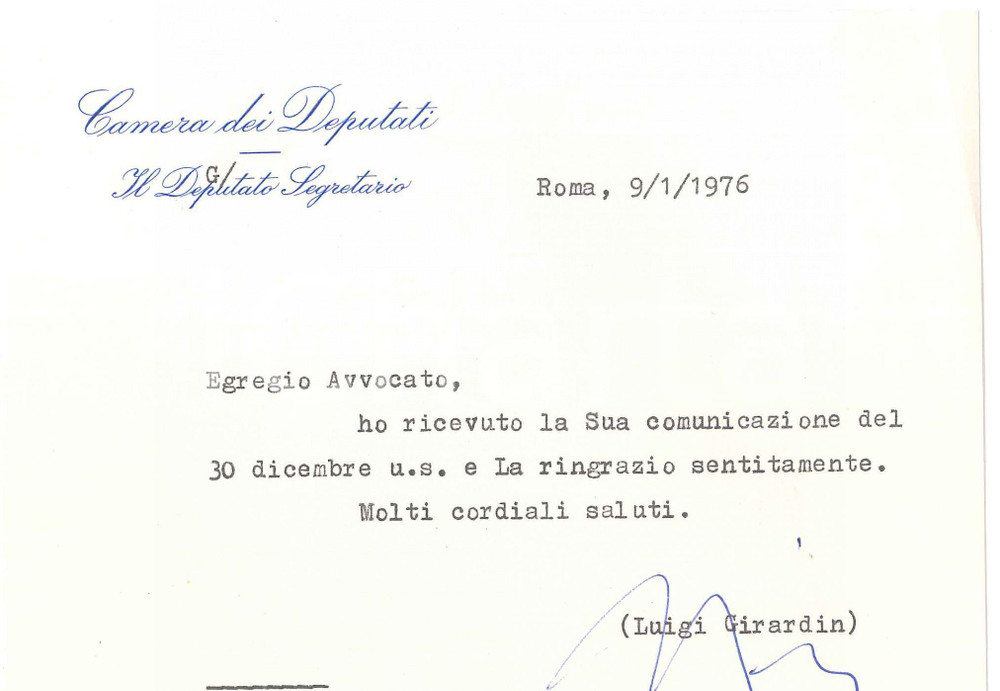 Camera dei Deputati
Il Deputato Segretario
G/
Roma, 9/1/1976
Egregio Avvocato,
ho ricevuto la Sua comunicazione del
30 dicembre u.s. e La ringrazio sentitamente.
Molti cordiali saluti.
(Luigi Girardin)